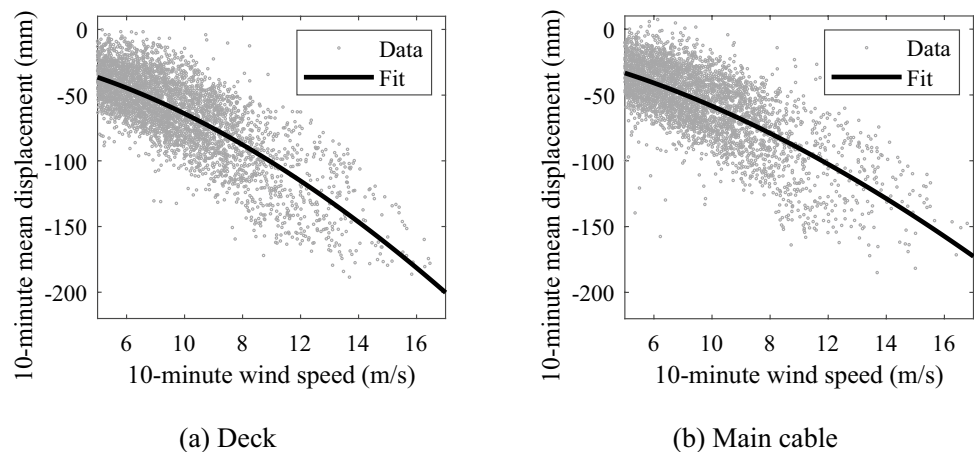 10-minute mean displacement (mm)
0
-50
-100
-150
-200
Data
Fit
6 10 8 12 14 16
10-minute wind speed (m/s)
(a) Deck
10-minute mean displacement (mm)
0
-50
-100
-150
-200
Data
Fit
6 10 8 12 14 16
10-minute wind speed (m/s)
(b) Main cable